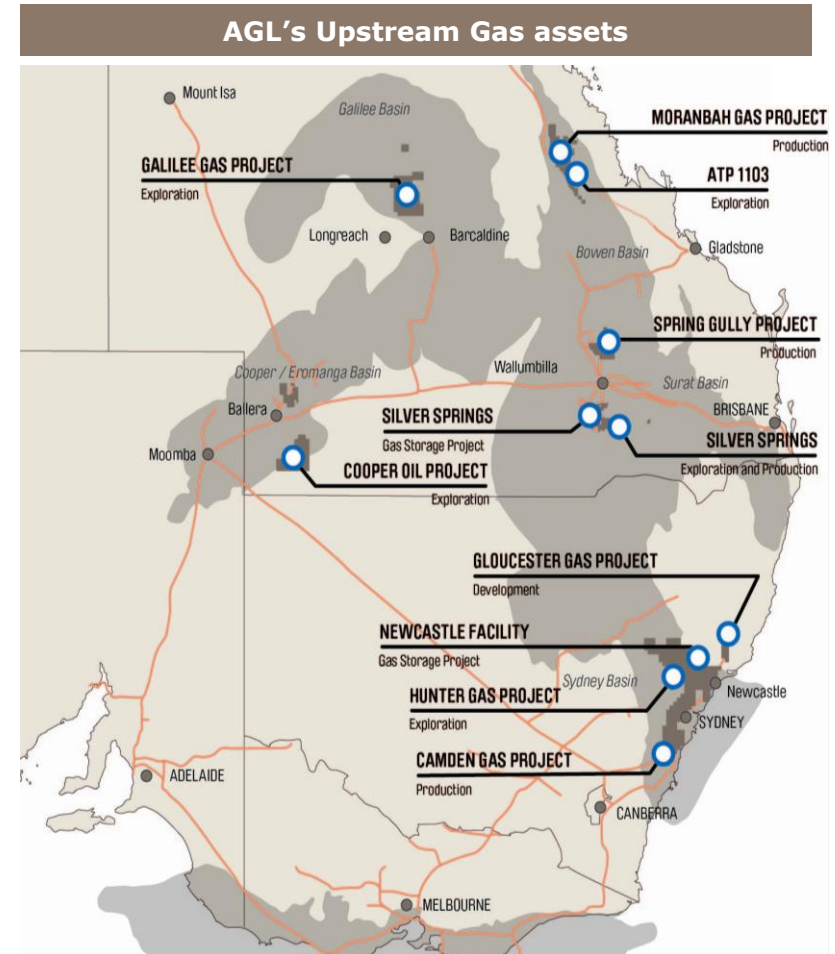 AGL's Upstream Gas assets
Mount Isa
Galilee Basin
MORANBAH GAS PROJECT
Production
GALILEE GAS PROJECT
Exploration
ATP 1103
Exploration
Longreach
Barcaldine
Bowen Basin
Gladstone
SPRING GULLY PROJECT
Production
Cooper / Eromanga Basin
Wallumbilla
Surat Basin
Ballera
SILVER SPRINGS
Gas Storage Project
BRISBANE
SILVER SPRINGS
Exploration and Production
Moomba
COOPER OIL PROJECT
Exploration
GLOUCESTER GAS PROJECT
Development
NEWCASTLE FACILITY
Gas Storage Project
Sydney Basin
HUNTER GAS PROJECT
Exploration
Newcastle
SYDNEY
CAMDEN GAS PROJECT
Production
ADELAIDE
CANBERRA
MELBOURNE